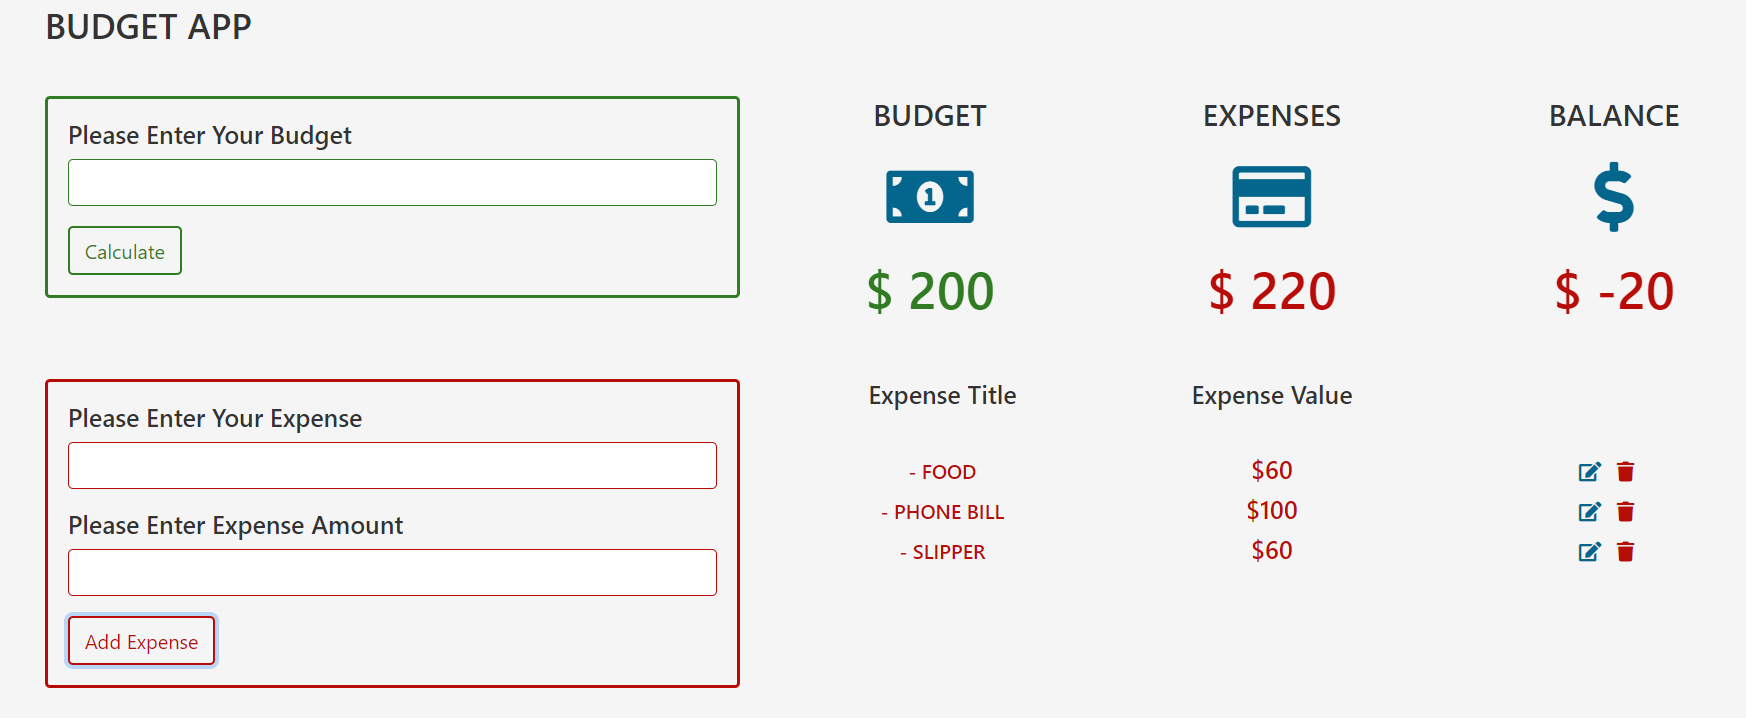 BUDGET APP
Please Enter Your Budget
Calculate
BUDGET EXPENSES BALANCE
1
$ 200 $ 220 $ -20
Please Enter Your Expense
Please Enter Expense Amount
Add Expense
Expense Title Expense Value
- FOOD $60
- PHONE BILL $100
- SLIPPER $60